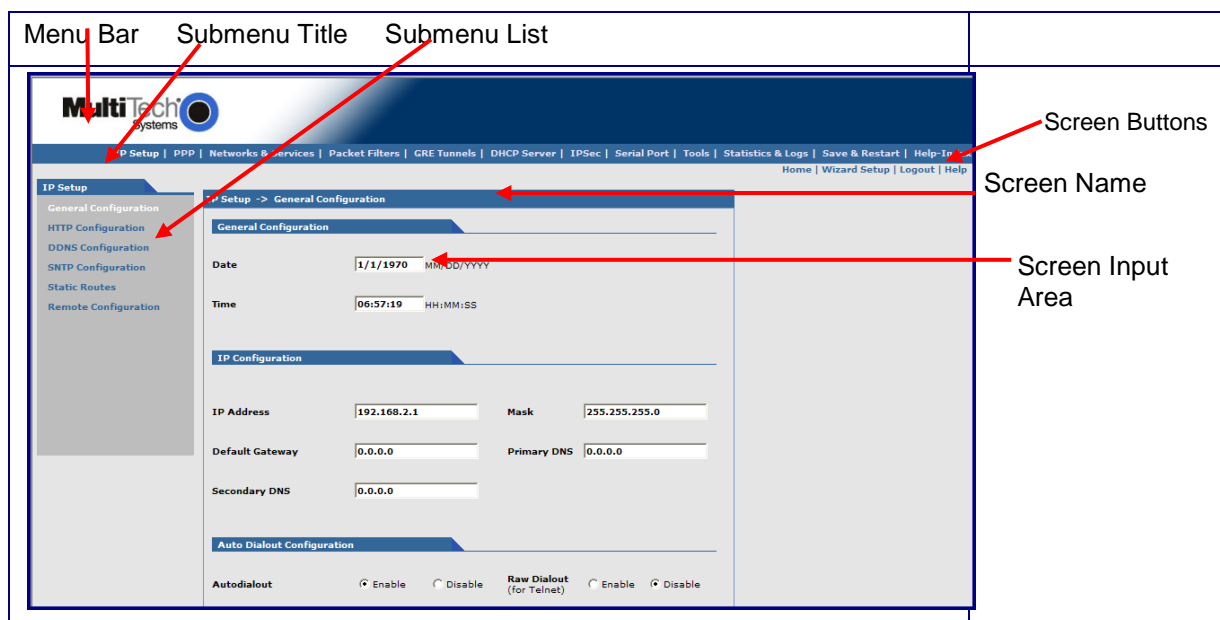 Menu Bar Submenu Title Submenu List
MultiTech
Systems
Screen Buttons
IP Setup | PPP | Networks & Services | Packet Filters | GRE Tunnels | DHCP Server | IPSec | Serial Port | Tools | Statistics & Logs | Save & Restart |
Home | Wizard Setup | Logout | Help
Screen Name
IP Setup
General Configuration
HTTP Configuration
DDNS Configuration
SNTP Configuration
Static Routes
Remote Configuration
IP Setup -> General Configuration
General Configuration
Date 1/1/1970 MM/DD/YYYY
Screen Input
Area
Time 06:57:19 HH:MM:SS
IP Configuration
IP Address 192.168.2.1 Mask 255.255.255.0
Default Gateway 0.0.0.0 Primary DNS 0.0.0.0
Secondary DNS 0.0.0.0
Auto Dialout Configuration
Autodialout Enable Disable Raw Dialout (for Telnet) Enable Disable